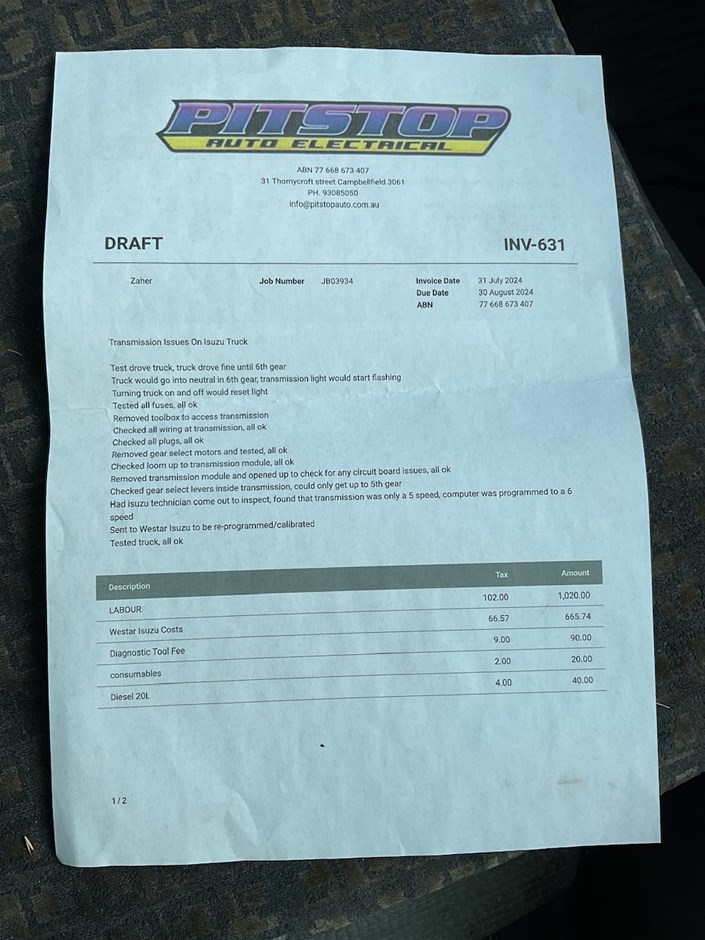 PITSTOP
AUTO ELECTRICAL
ABN 77 668 673 407
31 Thornycroft street Campbellfield 3061
PH. 93085050
info@pitstopauto.com.au
DRAFT INV-631
Zaher Job Number JB03934 Invoice Date 31 July 2024
Due Date 30 August 2024
ABN 77 668 673 407
Transmission Issues On Isuzu Truck
Test drove truck, truck drove fine until 6th gear
Truck would go into neutral in 6th gear, transmission light would start flashing
Turning truck on and off would reset light
Tested all fuses, all ok
Removed toolbox to access transmission
Checked all wiring at transmission, all ok
Checked all plugs, all ok
Removed gear select motors and tested, all ok
Checked loom up to transmission module, all ok
Removed transmission module and opened up to check for any circuit board issues, all ok
Checked gear select levers inside transmission, could only get up to 5th gear
Had isuzu technician come out to inspect, found that transmission was only a 5 speed, computer was programmed to a 6
speed
Sent to Westar Isuzu to be re-programmed/calibrated
Tested truck, all ok
Description Tax Amount
LABOUR 102.00 1,020.00
Westar Isuzu Costs 66.57 665.74
Diagnostic Tool Fee 9.00 90.00
consumables 2.00 20.00
Diesel 20L 4.00 40.00
1 / 2